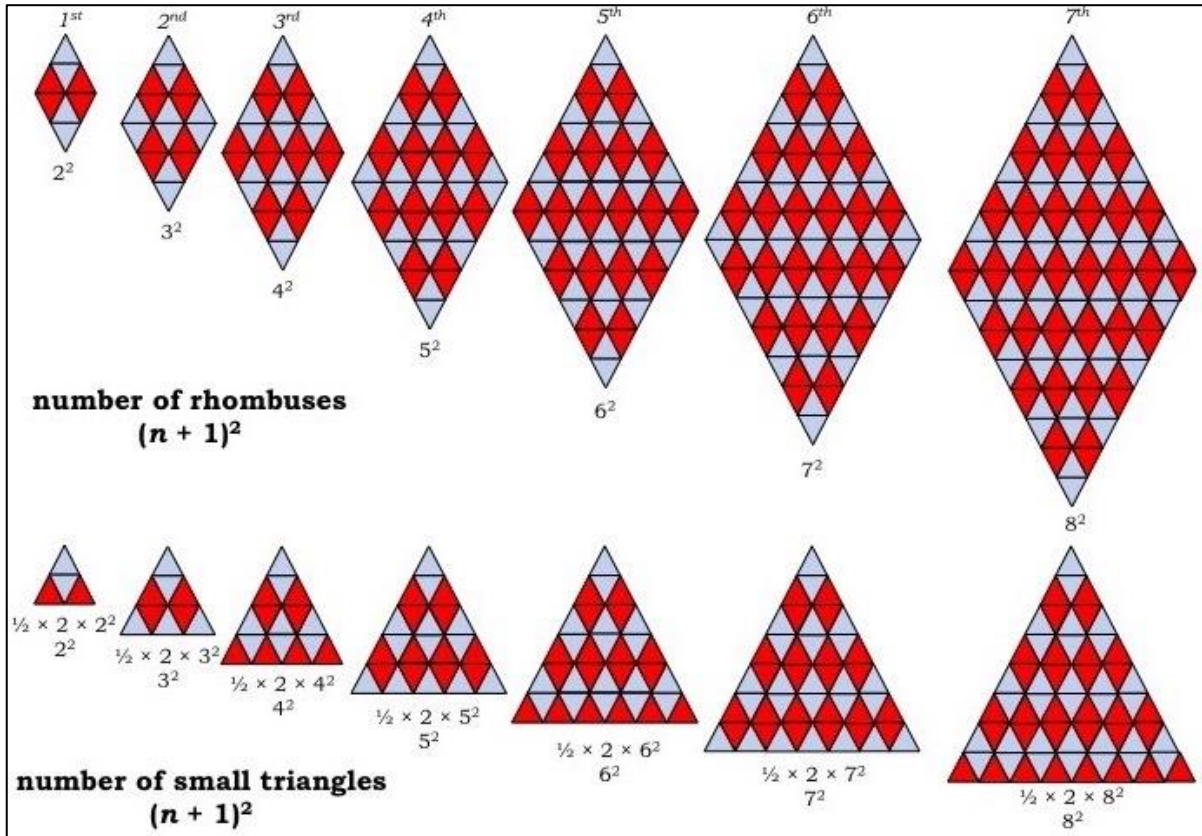 1ˢᵗ 2ⁿᵈ 3ʳᵈ 4ᵗʰ 5ᵗʰ 6ᵗʰ 7ᵗʰ
2²
3²
4²
5²
6²
7²
8²
number of rhombuses
(n + 1)²
½ × 2 × 2²
2²
½ × 2 × 3²
3²
½ × 2 × 4²
4²
½ × 2 × 5²
5²
½ × 2 × 6²
6²
½ × 2 × 7²
7²
½ × 2 × 8²
8²
number of small triangles
(n + 1)²